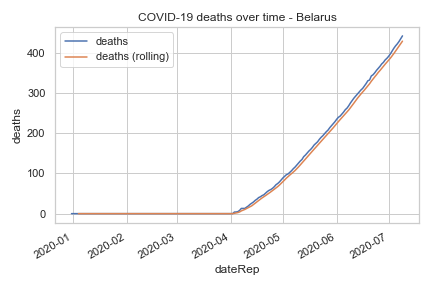 COVID-19 deaths over time - Belarus
deaths
deaths (rolling)
deaths
400
300
200
100
0
2020-01
2020-02
2020-03
2020-04
2020-05
2020-06
2020-07
dateRep